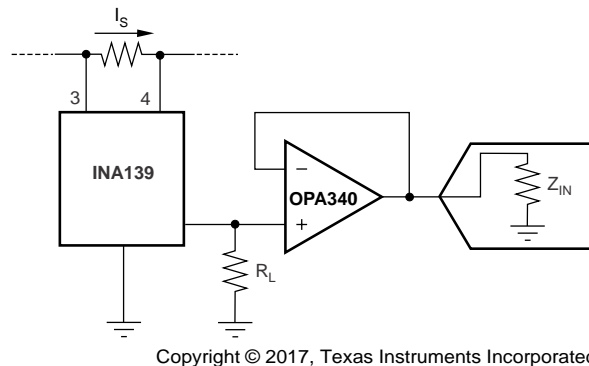 I_S
3
4
INA139
−
OPA340
+
R_L
Z_IN
Copyright © 2017, Texas Instruments Incorporated